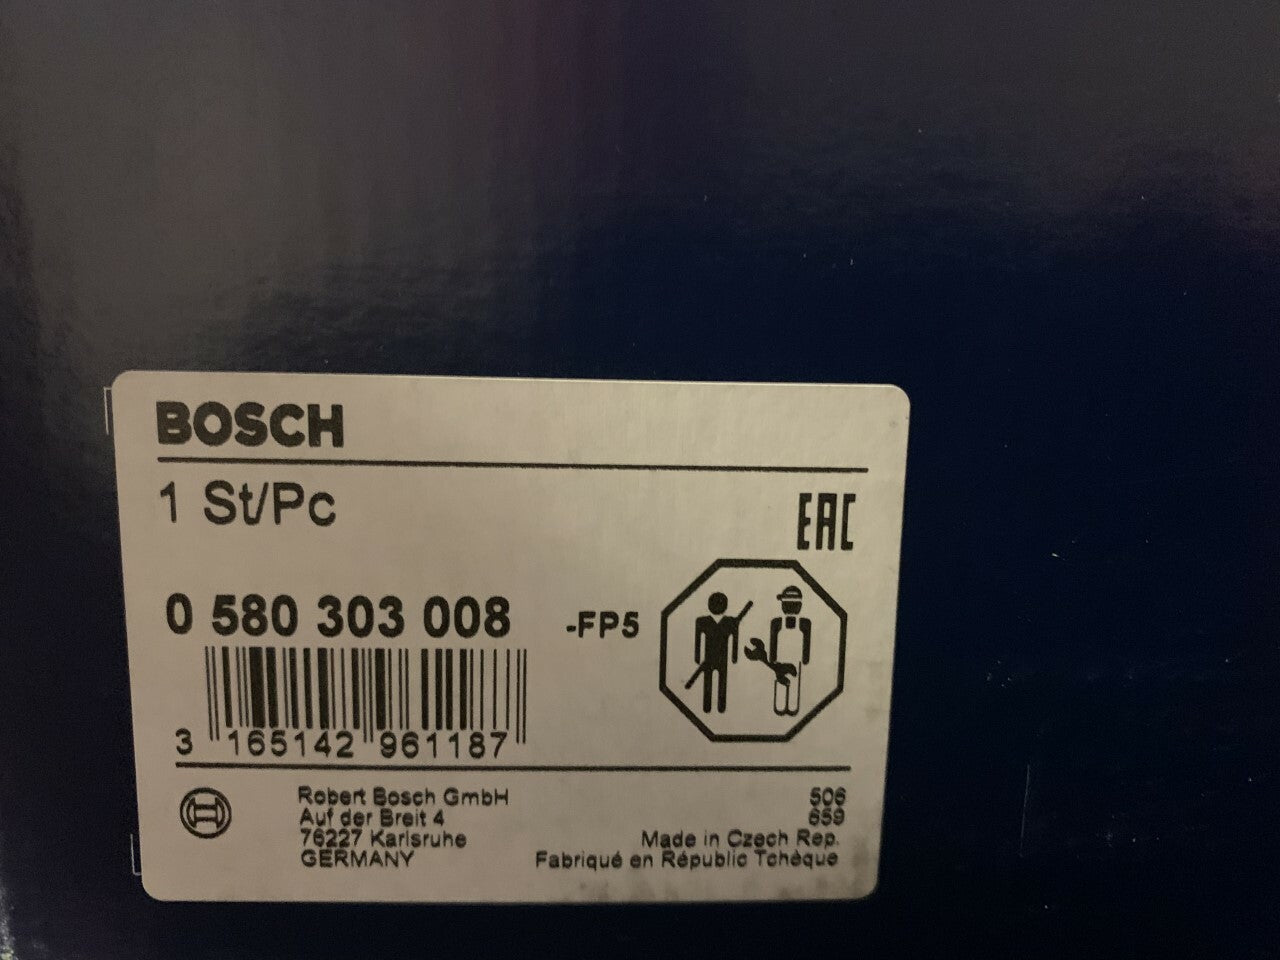 BOSCH
1 St/Pc
EAC
0 580 303 008 -FP5
3 165142 961187
Robert Bosch GmbH
Auf der Breit 4
76227 Karlsruhe
GERMANY
506
659
Made in Czech Rep.
Fabriqué en Républic Tchèque